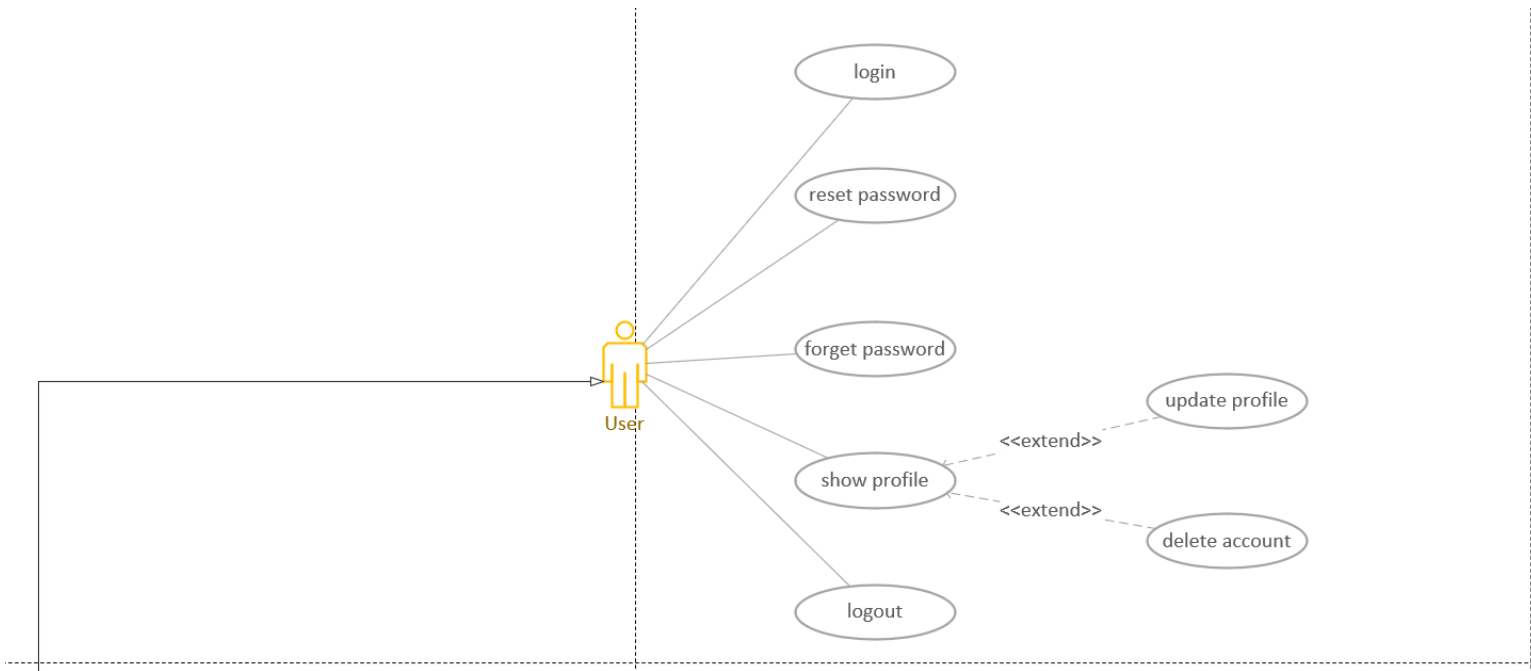 login
reset password
forget password
User
update profile
<<extend>>
show profile
<<extend>>
delete account
logout